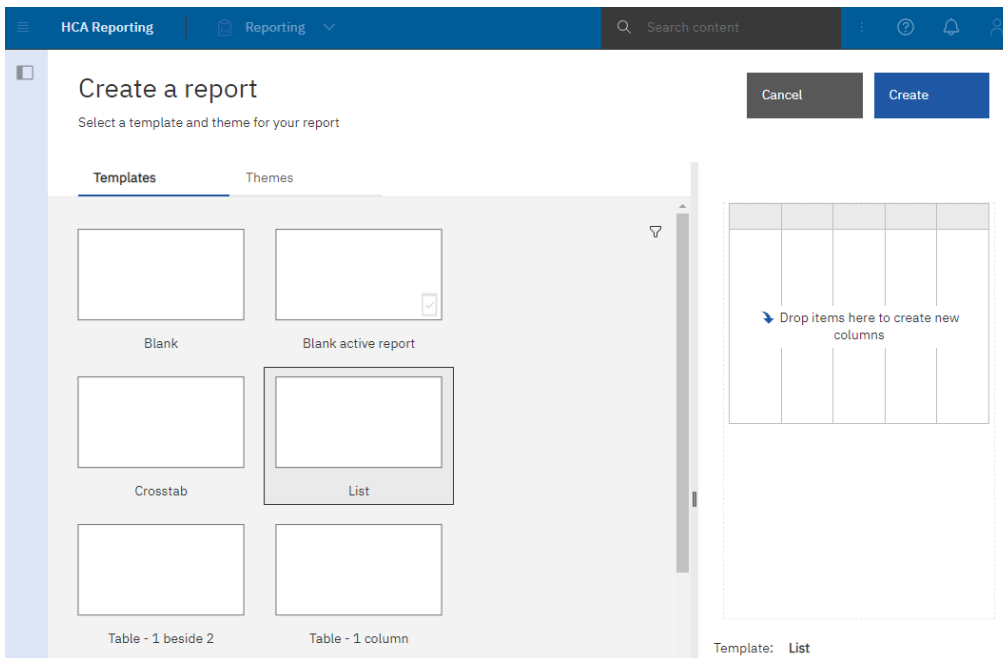 HCA Reporting
Reporting
Search content
Create a report
Select a template and theme for your report
Cancel
Create
Templates
Themes
Blank
Blank active report
Crosstab
List
Table - 1 beside 2
Table - 1 column
Drop items here to create new
columns
Template: List